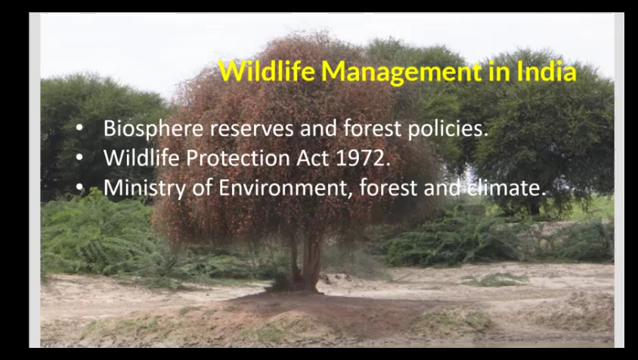 Wildlife Management in India
• Biosphere reserves and forest policies.
• Wildlife Protection Act 1972.
• Ministry of Environment, forest and climate.